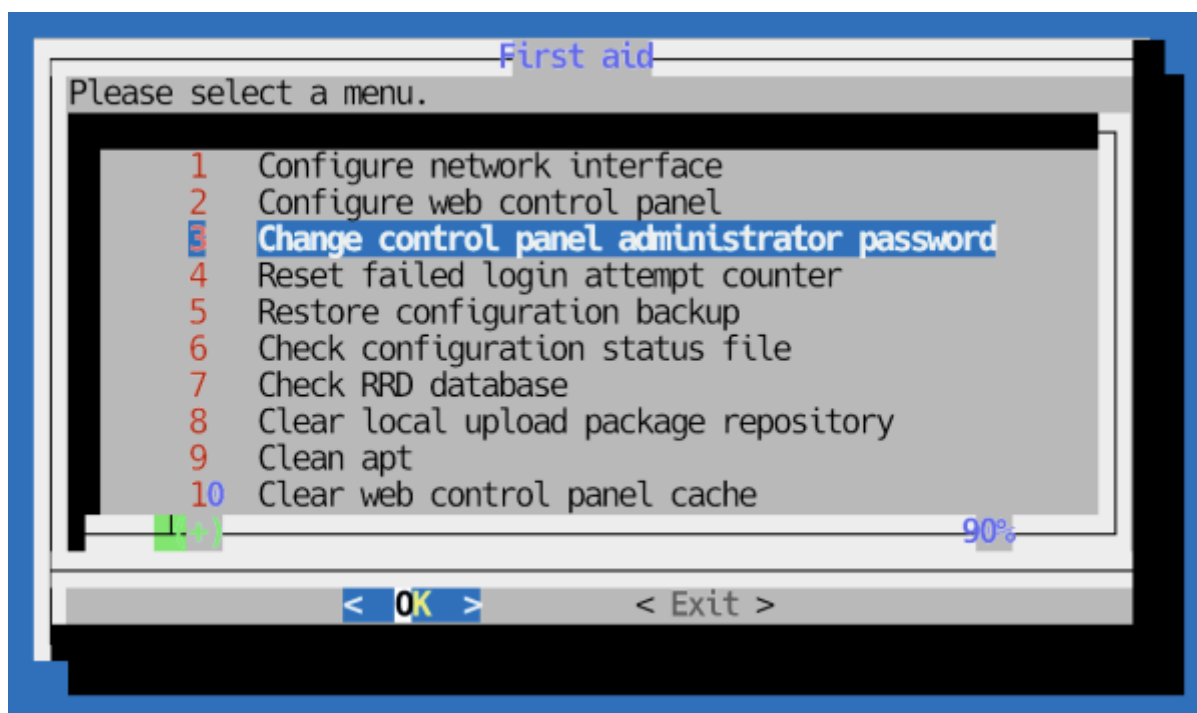 First aid
Please select a menu.
1 Configure network interface
2 Configure web control panel
3 Change control panel administrator password
4 Reset failed login attempt counter
5 Restore configuration backup
6 Check configuration status file
7 Check RRD database
8 Clear local upload package repository
9 Clean apt
10 Clear web control panel cache
(+) 90%
< OK > < Exit >